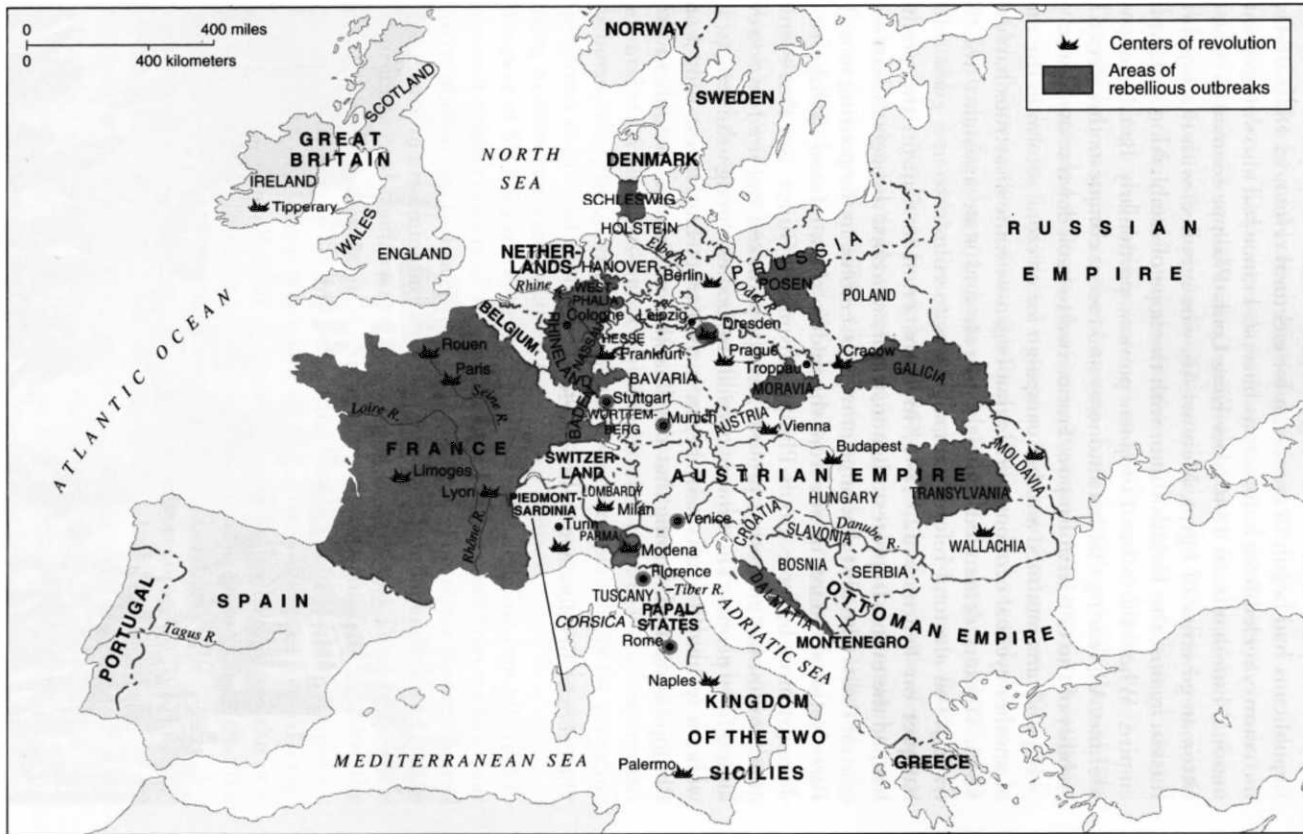 0 400 miles
0 400 kilometers
Centers of revolution
Areas of
rebellious outbreaks
NORWAY
SWEDEN
SCOTLAND
GREAT
BRITAIN
IRELAND
Tipperary
WALES
ENGLAND
NORTH
SEA
DENMARK
SCHLESWIG
HOLSTEIN
Elbe R.
NETHER-
LANDS
HANOVER
Rhine R.
WEST-
PHALIA
Cologne
BELGIUM
RHINELAND
NASSAU
HESSE
Frankfurt
Berlin
PRUSSIA
Oder R.
POSEN
POLAND
RUSSIAN
EMPIRE
Leipzig
Dresden
Prague
Troppau
MORAVIA
Cracow
GALICIA
BAVARIA
Stuttgart
WÜRTTEM-
BERG
BADEN
Munich
AUSTRIA
Vienna
Budapest
AUSTRIAN EMPIRE
HUNGARY
TRANSYLVANIA
MOLDAVIA
WALLACHIA
ATLANTIC OCEAN
Rouen
Paris
Seine R.
Loire R.
FRANCE
Limoges
Lyon
Rhône R.
SWITZER-
LAND
PIEDMONT-
SARDINIA
LOMBARDY
Milan
Turin
PARMA
Modena
Venice
CROATIA
SLAVONIA
Danube R.
BOSNIA
SERBIA
DALMATIA
OTTOMAN EMPIRE
MONTENEGRO
Florence
TUSCANY
Tiber R.
PAPAL
STATES
CORSICA
Rome
ADRIATIC SEA
Naples
KINGDOM
OF THE TWO
SICILIES
Palermo
GREECE
PORTUGAL
SPAIN
Tagus R.
MEDITERRANEAN SEA